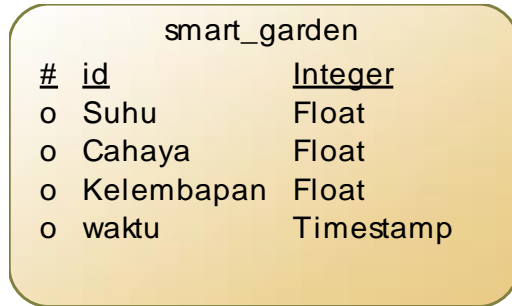 smart_garden
# id Integer
o Suhu Float
o Cahaya Float
o Kelembapan Float
o waktu Timestamp